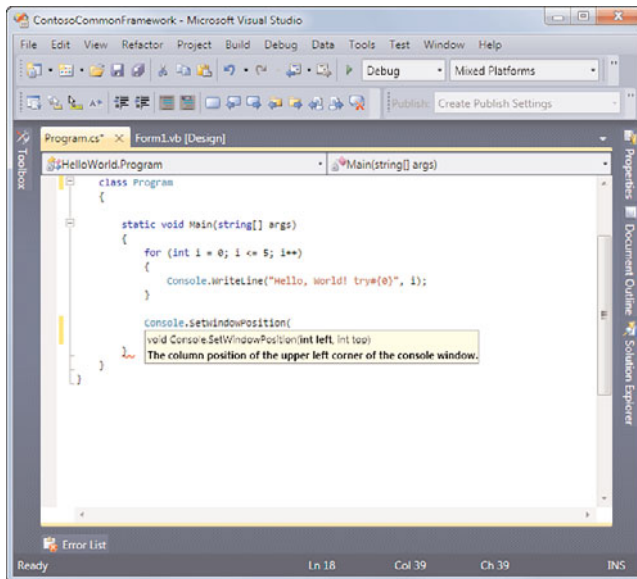 ContosoCommonFramework - Microsoft Visual Studio
File Edit View Refactor Project Build Debug Data Tools Test Window Help
Debug Mixed Platforms
Publish: Create Publish Settings
Program.cs* Form1.vb [Design]
Toolbox
HelloWorld.Program Main(string[] args)
class Program
{
static void Main(string[] args)
{
for (int i = 0; i <= 5; i++)
{
Console.WriteLine("Hello, World! try#{0}", i);
}
Console.SetWindowPosition(
void Console.SetWindowPosition(int left, int top)
The column position of the upper left corner of the console window.
}
}
}
Properties
Document Outline
Solution Explorer
Error List
Ready Ln 18 Col 39 Ch 39 INS